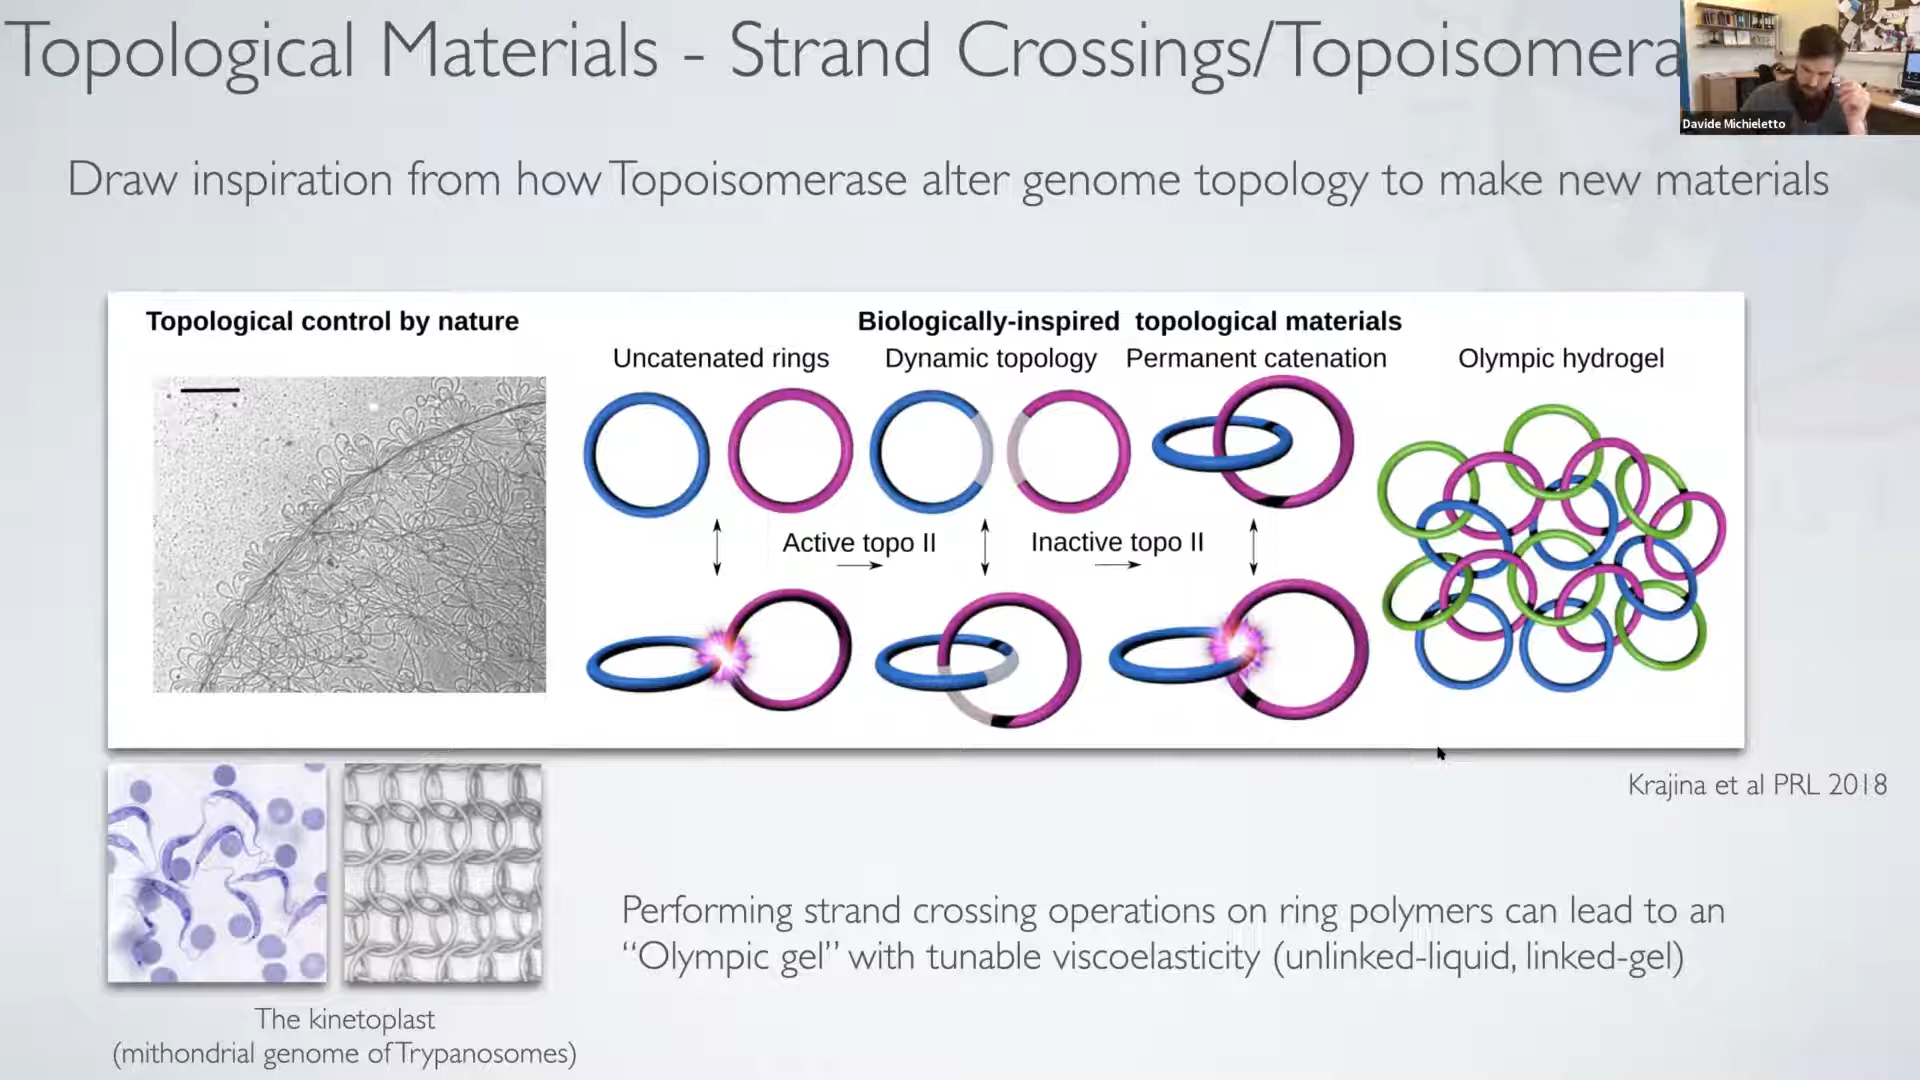 Topological Materials - Strand Crossings/Topoisomera
Davide Michieletto
Draw inspiration from how Topoisomerase alter genome topology to make new materials
Topological control by nature
Biologically-inspired topological materials
Uncatenated rings
Dynamic topology
Permanent catenation
Olympic hydrogel
Active topo II
Inactive topo II
Krajina et al PRL 2018
Performing strand crossing operations on ring polymers can lead to an
“Olympic gel” with tunable viscoelasticity (unlinked-liquid, linked-gel)
The kinetoplast
(mithondrial genome of Trypanosomes)